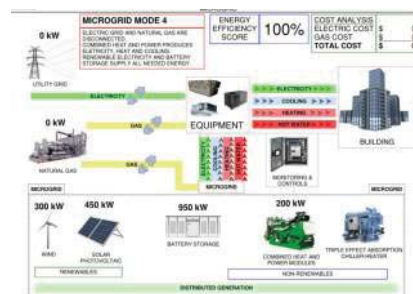 MICROGRID MODE 4
ELECTRIC GRID AND NATURAL GAS ARE
DISCONNECTED.
COMBINED HEAT AND POWER PRODUCES
ELETRICITY, HEAT AND COOLING.
RENEWABLE ELECTRICITY AND BATTERY
STORAGE SUPPLY ALL NEEDED ENERGY.
ENERGY
EFFICIENCY
SCORE
100%
COST ANALYSIS
ELECTRIC COST $
GAS COST $
TOTAL COST $
0 kW
UTILITY GRID
ELECTRICITY
0 kW
GAS
NATURAL GAS
GAS
EQUIPMENT
ELECTRICITY
COOLING
HEATING
HOT WATER
BUILDING
MONITORING &
CONTROLS
MICROGRID
MICROGRID
MICROGRID
300 kW
450 kW
950 kW
200 kW
WIND
SOLAR
PHOTOVOLTAIC
BATTERY STORAGE
COMBINED HEAT AND
POWER MODULES
TRIPLE EFFECT ABSORPTION
CHILLER-HEATER
RENEWABLES
NON-RENEWABLES
DISTRIBUTED GENERATION